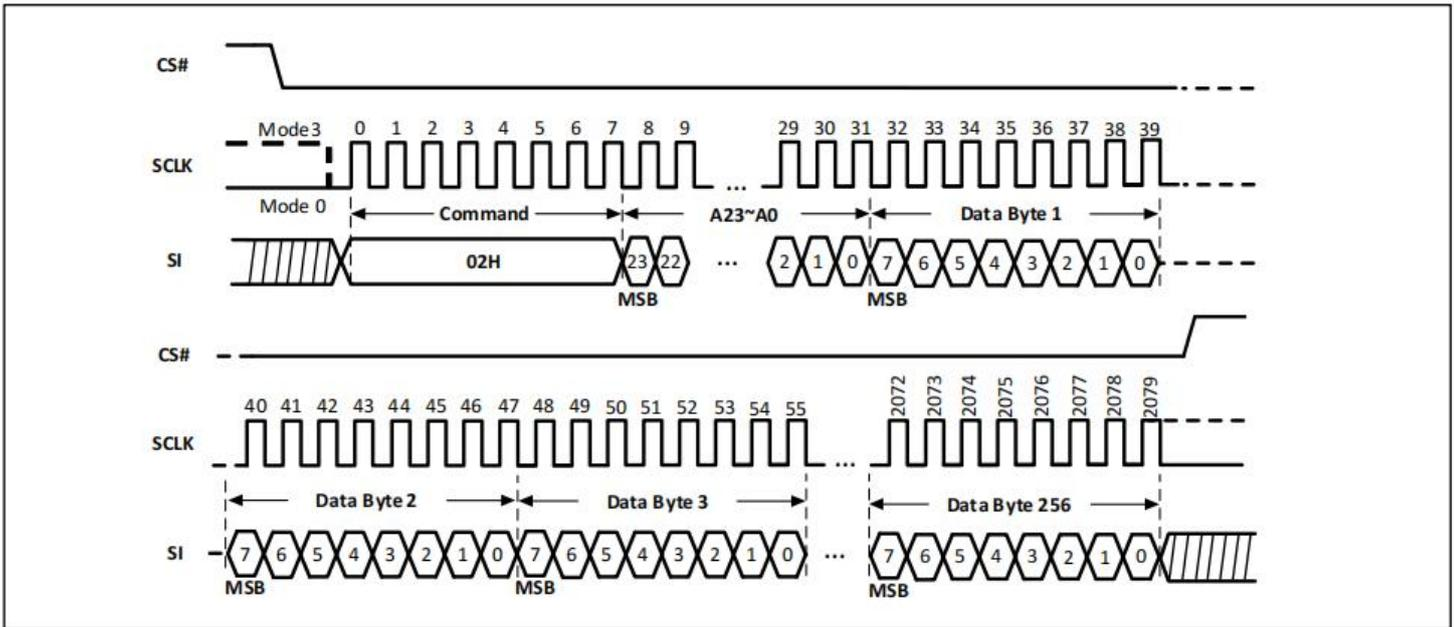 CS#
Mode3 0 1 2 3 4 5 6 7 8 9 29 30 31 32 33 34 35 36 37 38 39
SCLK ...
Mode 0 Command A23~A0 Data Byte 1
SI 02H 23 22 ... 2 1 0 7 6 5 4 3 2 1 0
MSB MSB
CS#
40 41 42 43 44 45 46 47 48 49 50 51 52 53 54 55 2072 2073 2074 2075 2076 2077 2078 2079
SCLK ...
Data Byte 2 Data Byte 3 Data Byte 256
SI 7 6 5 4 3 2 1 0 7 6 5 4 3 2 1 0 ... 7 6 5 4 3 2 1 0
MSB MSB MSB